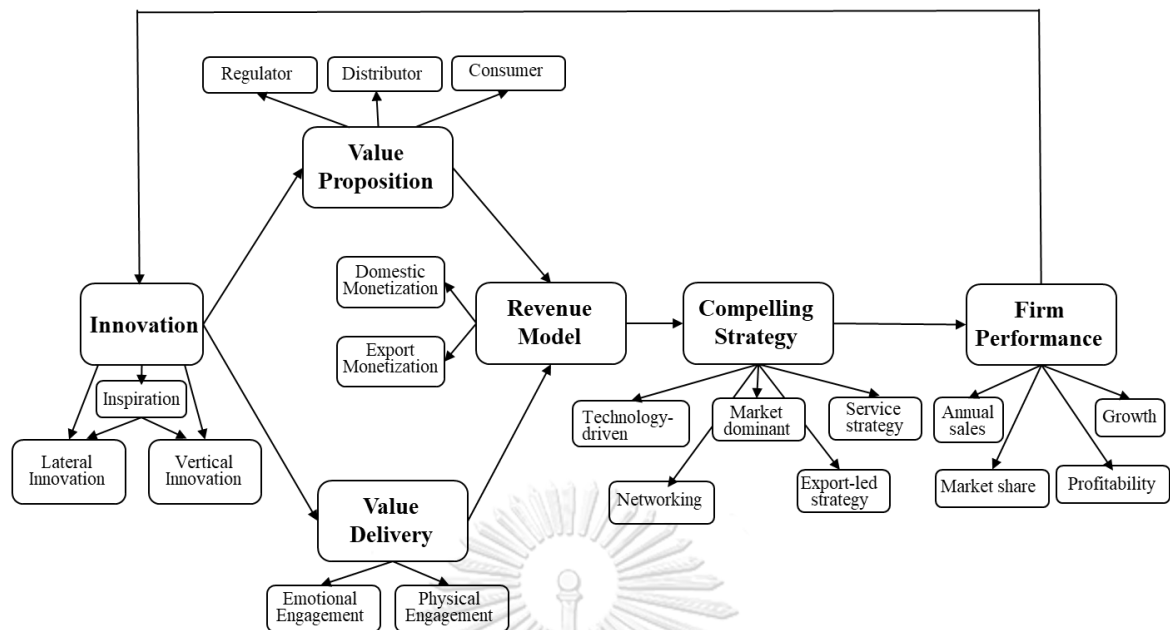 Regulator
Distributor
Consumer
Value
Proposition
Domestic
Monetization
Export
Monetization
Innovation
Revenue
Model
Compelling
Strategy
Firm
Performance
Inspiration
Lateral
Innovation
Vertical
Innovation
Technology-
driven
Market
dominant
Service
strategy
Networking
Export-led
strategy
Annual
sales
Growth
Market share
Profitability
Value
Delivery
Emotional
Engagement
Physical
Engagement